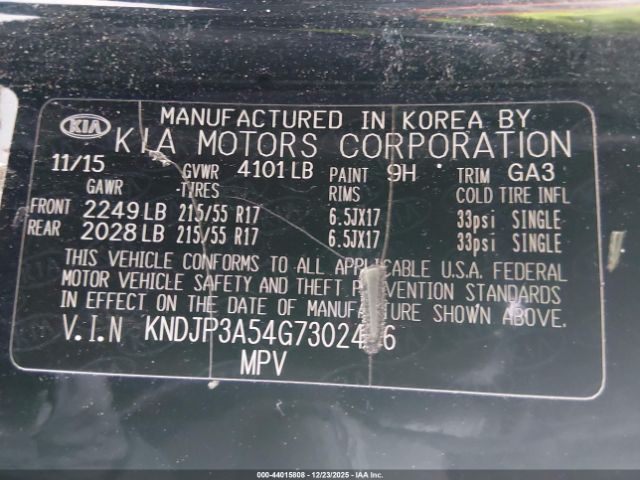 KIA
MANUFACTURED IN KOREA BY
KIA MOTORS CORPORATION
11/15 GVWR 4101 LB PAINT 9H TRIM GA3
GAWR TIRES RIMS COLD TIRE INFL
FRONT 2249 LB 215/55 R17 6.5JX17 33psi SINGLE
REAR 2028 LB 215/55 R17 6.5JX17 33psi SINGLE
THIS VEHICLE CONFORMS TO ALL APPLICABLE U.S.A. FEDERAL
MOTOR VEHICLE SAFETY AND THEFT PREVENTION STANDARDS
IN EFFECT ON THE DATE OF MANUFACTURE SHOWN ABOVE.
V.I.N
MPV
000-44015808 - 12/23/2025 - IAAI.com